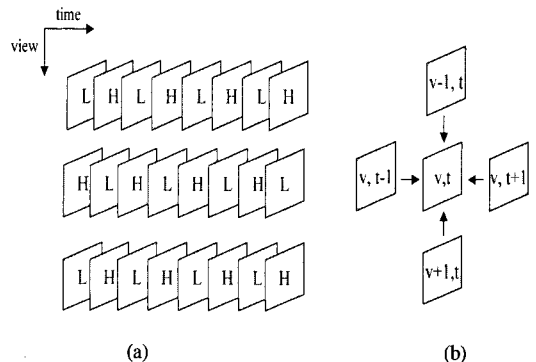 time
view
L H L H L H L H
H L H L H L H L
L H L H L H L H
(a)
v-1, t
v, t-1
v,t
v, t+1
v+1,t
(b)